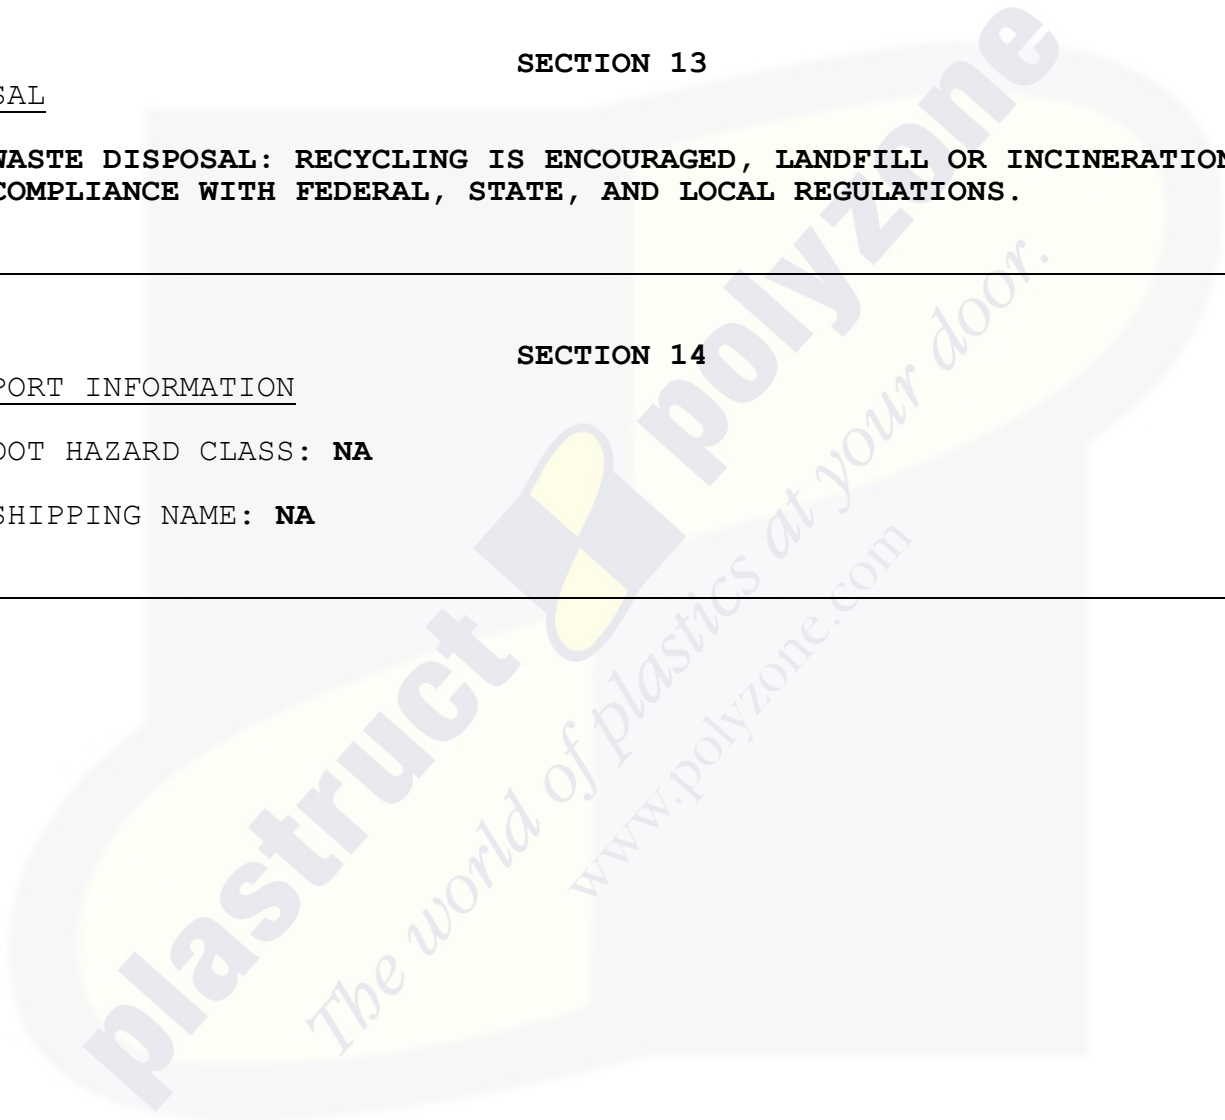 SECTION 13
SAL
WASTE DISPOSAL: RECYCLING IS ENCOURAGED, LANDFILL OR INCINERATION
COMPLIANCE WITH FEDERAL, STATE, AND LOCAL REGULATIONS.
SECTION 14
PORT INFORMATION
DOT HAZARD CLASS: NA
SHIPPING NAME: NA
plastruct polyzone
The world of plastics at your door.
www.polyzone.com